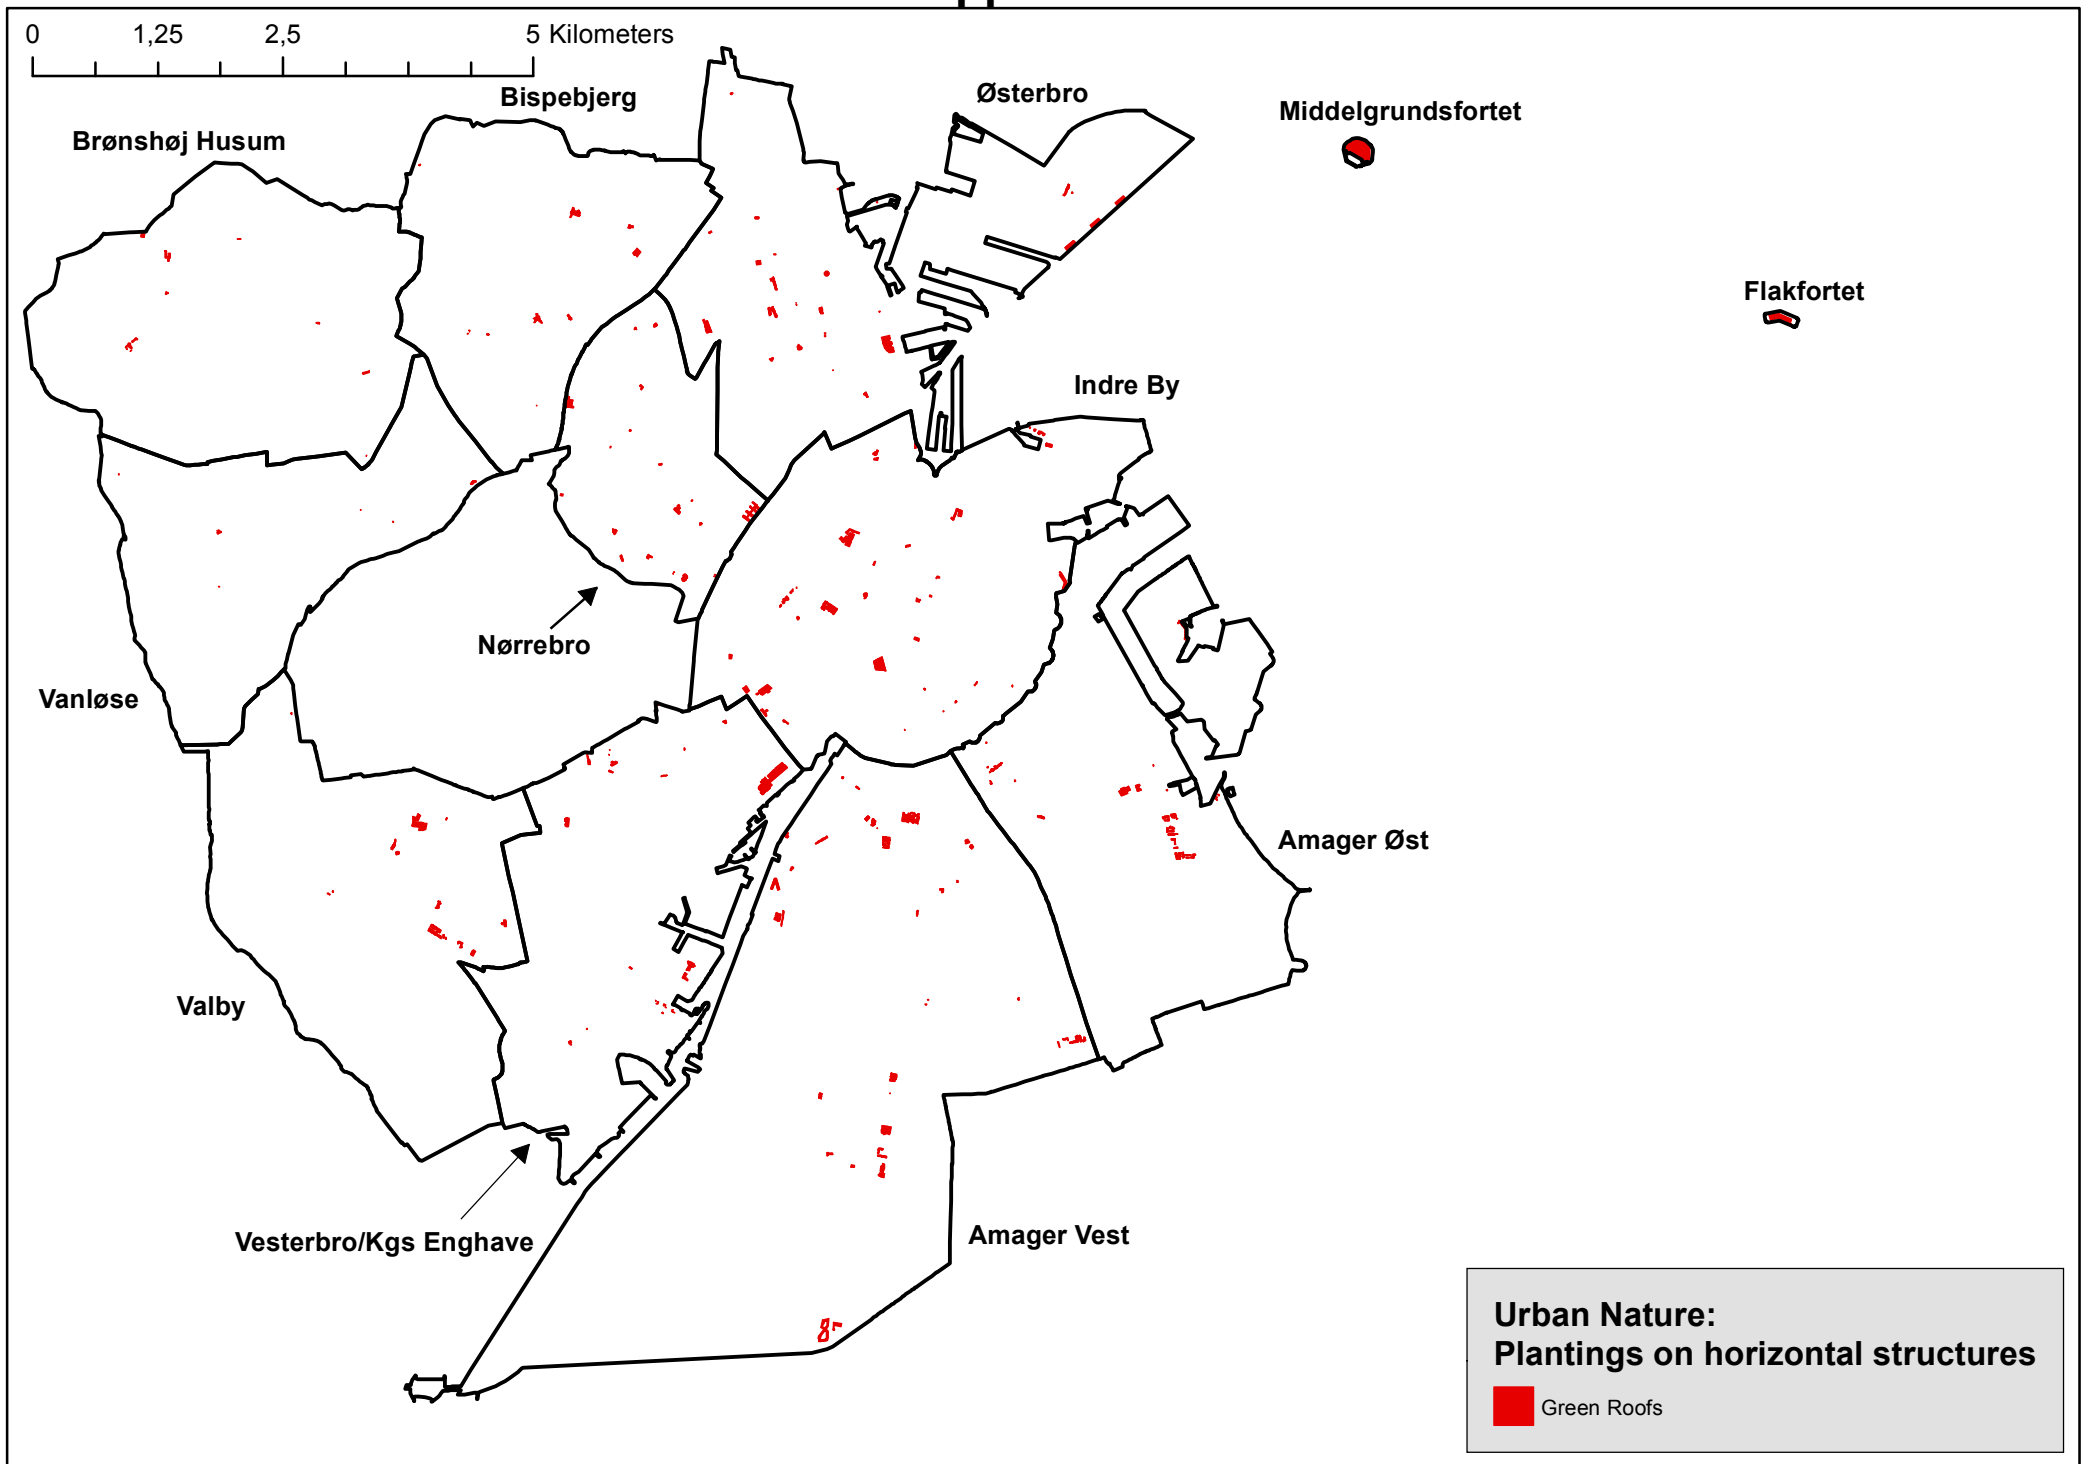 0 1,25 2,5 5 Kilometers
Bispebjerg
Østerbro
Middelgrundsfortet
Brønshøj Husum
Flakfortet
Indre By
Nørrebro
Vanløse
Amager Øst
Valby
Vesterbro/Kgs Enghave
Amager Vest
Urban Nature:
Plantings on horizontal structures
Green Roofs